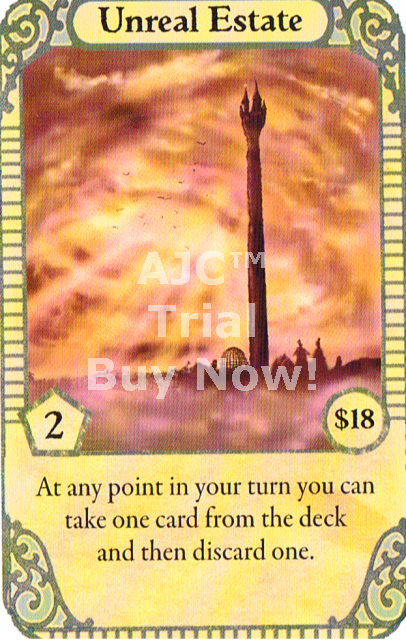 Unreal Estate
AJC™
Trial
Buy Now!
2
$18
At any point in your turn you can
take one card from the deck
and then discard one.